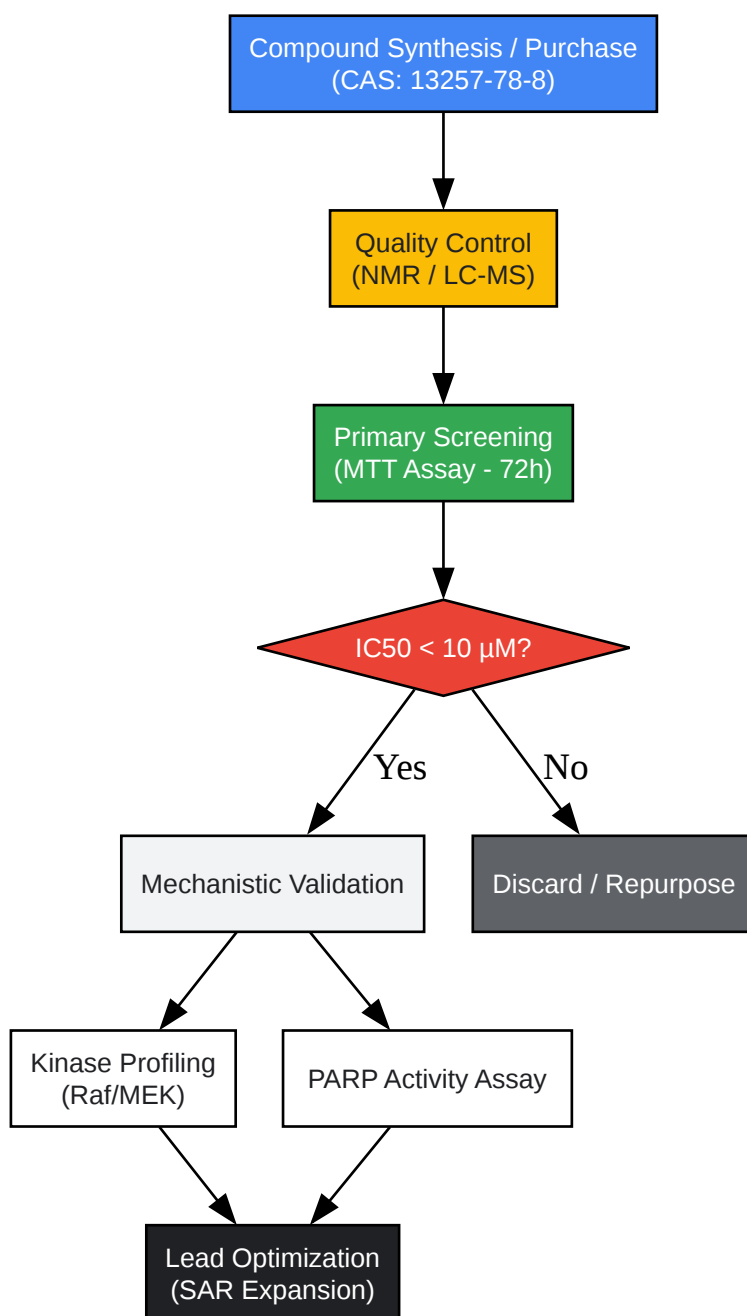 Compound Synthesis / Purchase
(CAS: 13257-78-8)
Quality Control
(NMR / LC-MS)
Primary Screening
(MTT Assay - 72h)
IC50 < 10 µM?
Yes
No
Mechanistic Validation
Discard / Repurpose
Kinase Profiling
(Raf/MEK)
PARP Activity Assay
Lead Optimization
(SAR Expansion)